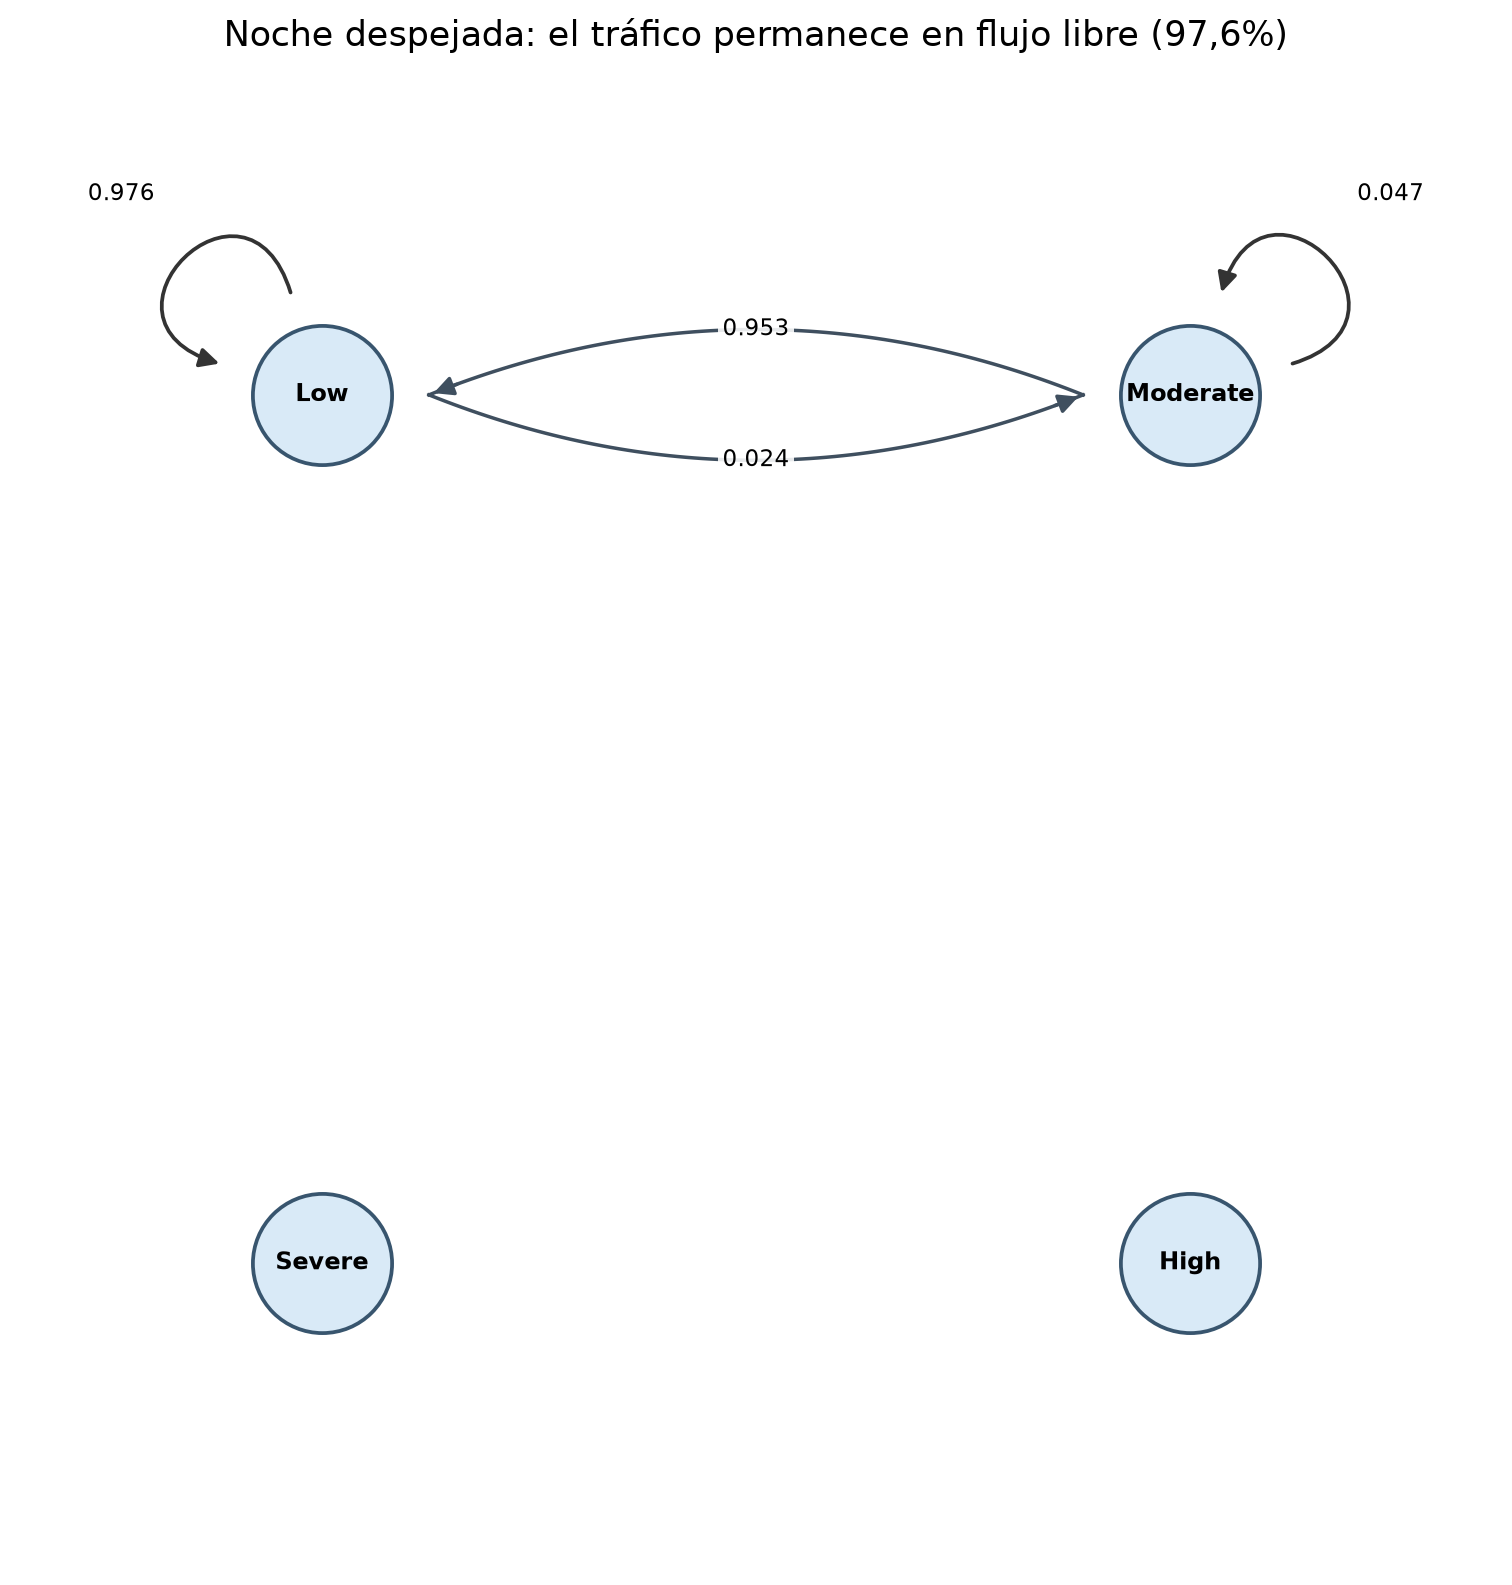 Noche despejada: el tráfico permanece en flujo libre (97,6%)
0.976
0.047
0.953
Low
Moderate
0.024
Severe
High